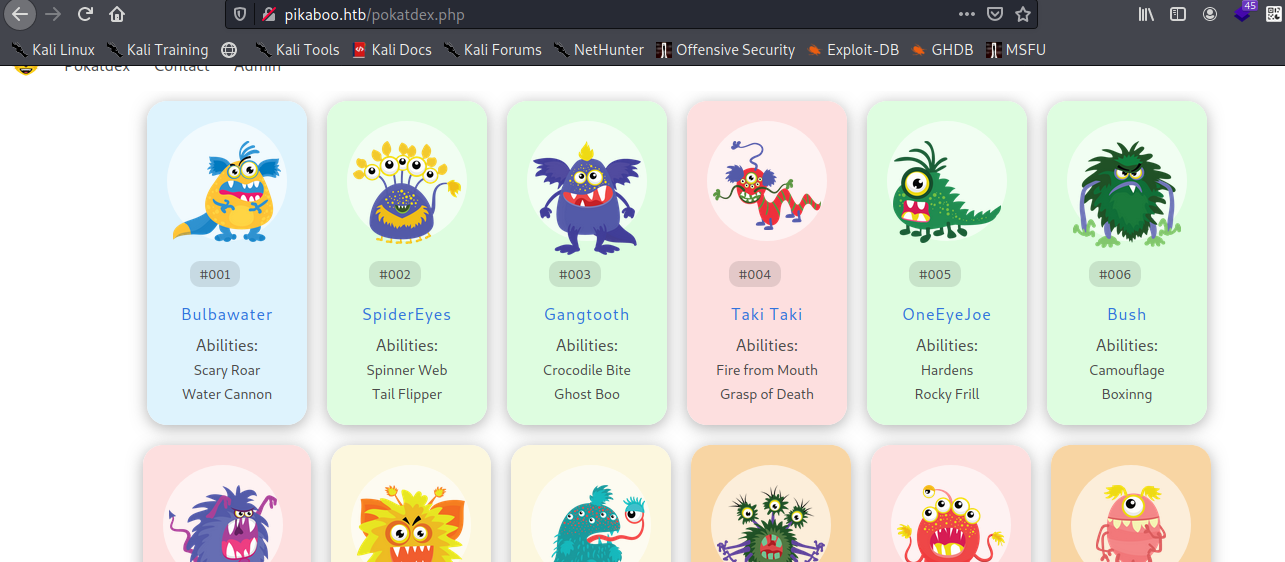 pikaboo.htb/pokatdex.php
45
Kali Linux Kali Training Kali Tools Kali Docs Kali Forums NetHunter Offensive Security Exploit-DB GHDB MSFU
Pokatdex Contact Admin
#001 #002 #003 #004 #005 #006
Bulbawater SpiderEyes Gangtooth Taki Taki OneEyeJoe Bush
Abilities: Abilities: Abilities: Abilities: Abilities: Abilities:
Scary Roar Spinner Web Crocodile Bite Fire from Mouth Hardens Camouflage
Water Cannon Tail Flipper Ghost Boo Grasp of Death Rocky Frill Boxinng